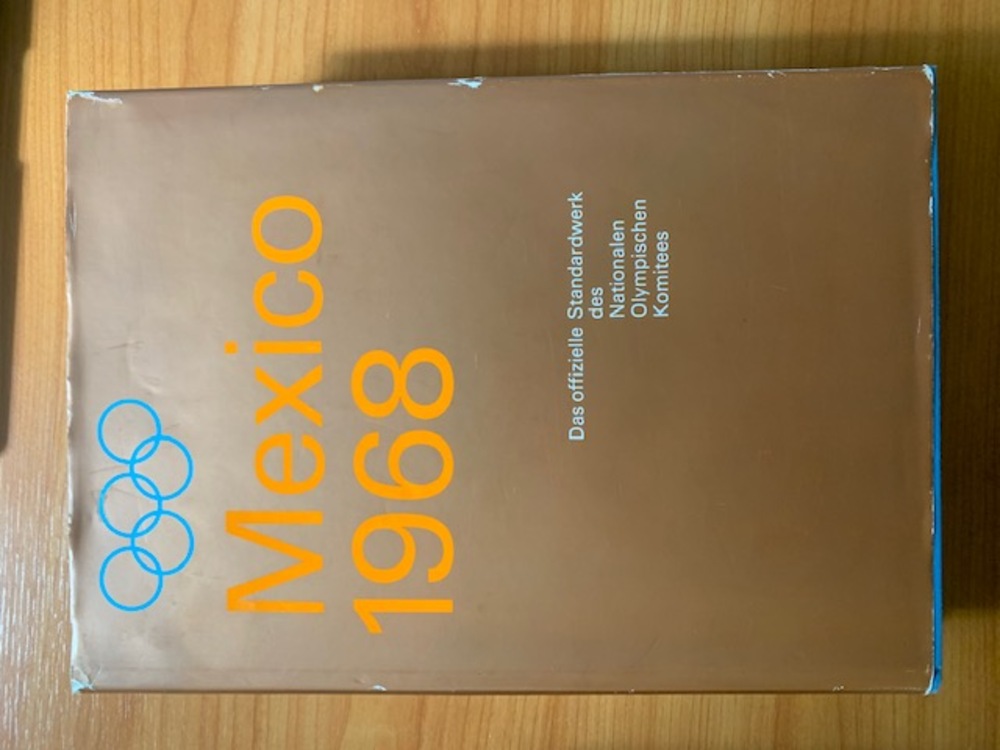 Mexico
1968
Das offizielle Standardwerk
des
Nationalen
Olympischen
Komitees